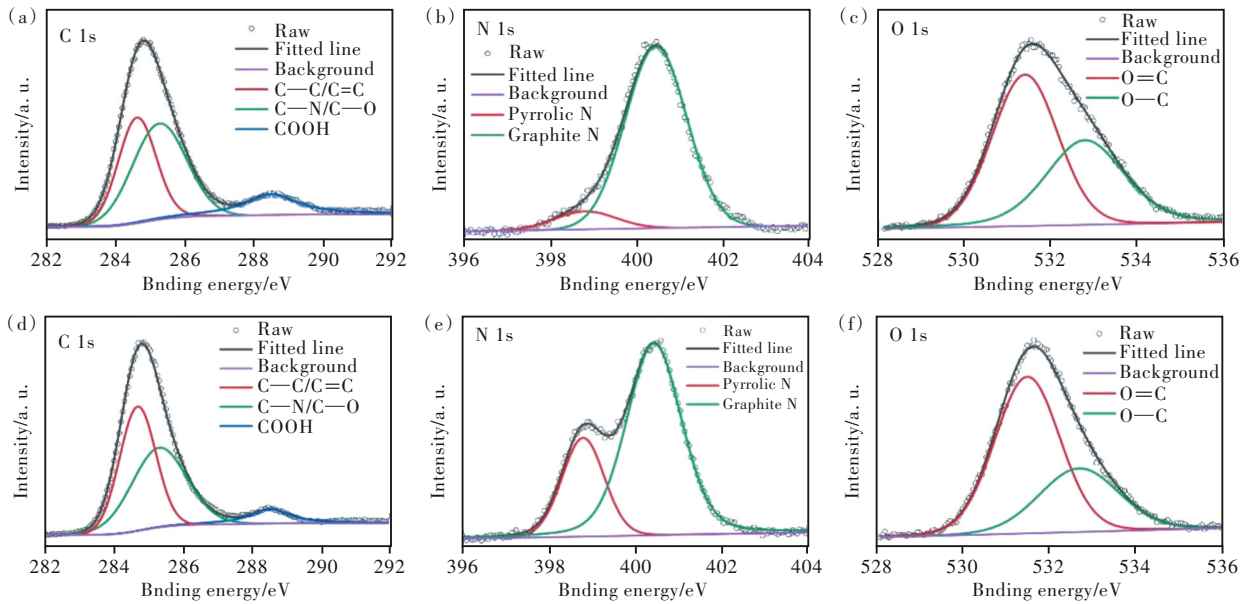 (a)
C 1s
Raw
Fitted line
Background
C—C/C=C
C—N/C—O
COOH
Intensity/a. u.
282 284 286 288 290 292
Bnding energy/eV
(b)
N 1s
Raw
Fitted line
Background
Pyrrolic N
Graphite N
Intensity/a. u.
396 398 400 402 404
Bnding energy/eV
(c)
O 1s
Raw
Fitted line
Background
O=C
O—C
Intensity/a. u.
528 530 532 534 536
Bnding energy/eV
(d)
C 1s
Raw
Fitted line
Background
C—C/C=C
C—N/C—O
COOH
Intensity/a. u.
282 284 286 288 290 292
Bnding energy/eV
(e)
N 1s
Raw
Fitted line
Background
Pyrrolic N
Graphite N
Intensity/a. u.
396 398 400 402 404
Bnding energy/eV
(f)
O 1s
Raw
Fitted line
Background
O=C
O—C
Intensity/a. u.
528 530 532 534 536
Bnding energy/eV